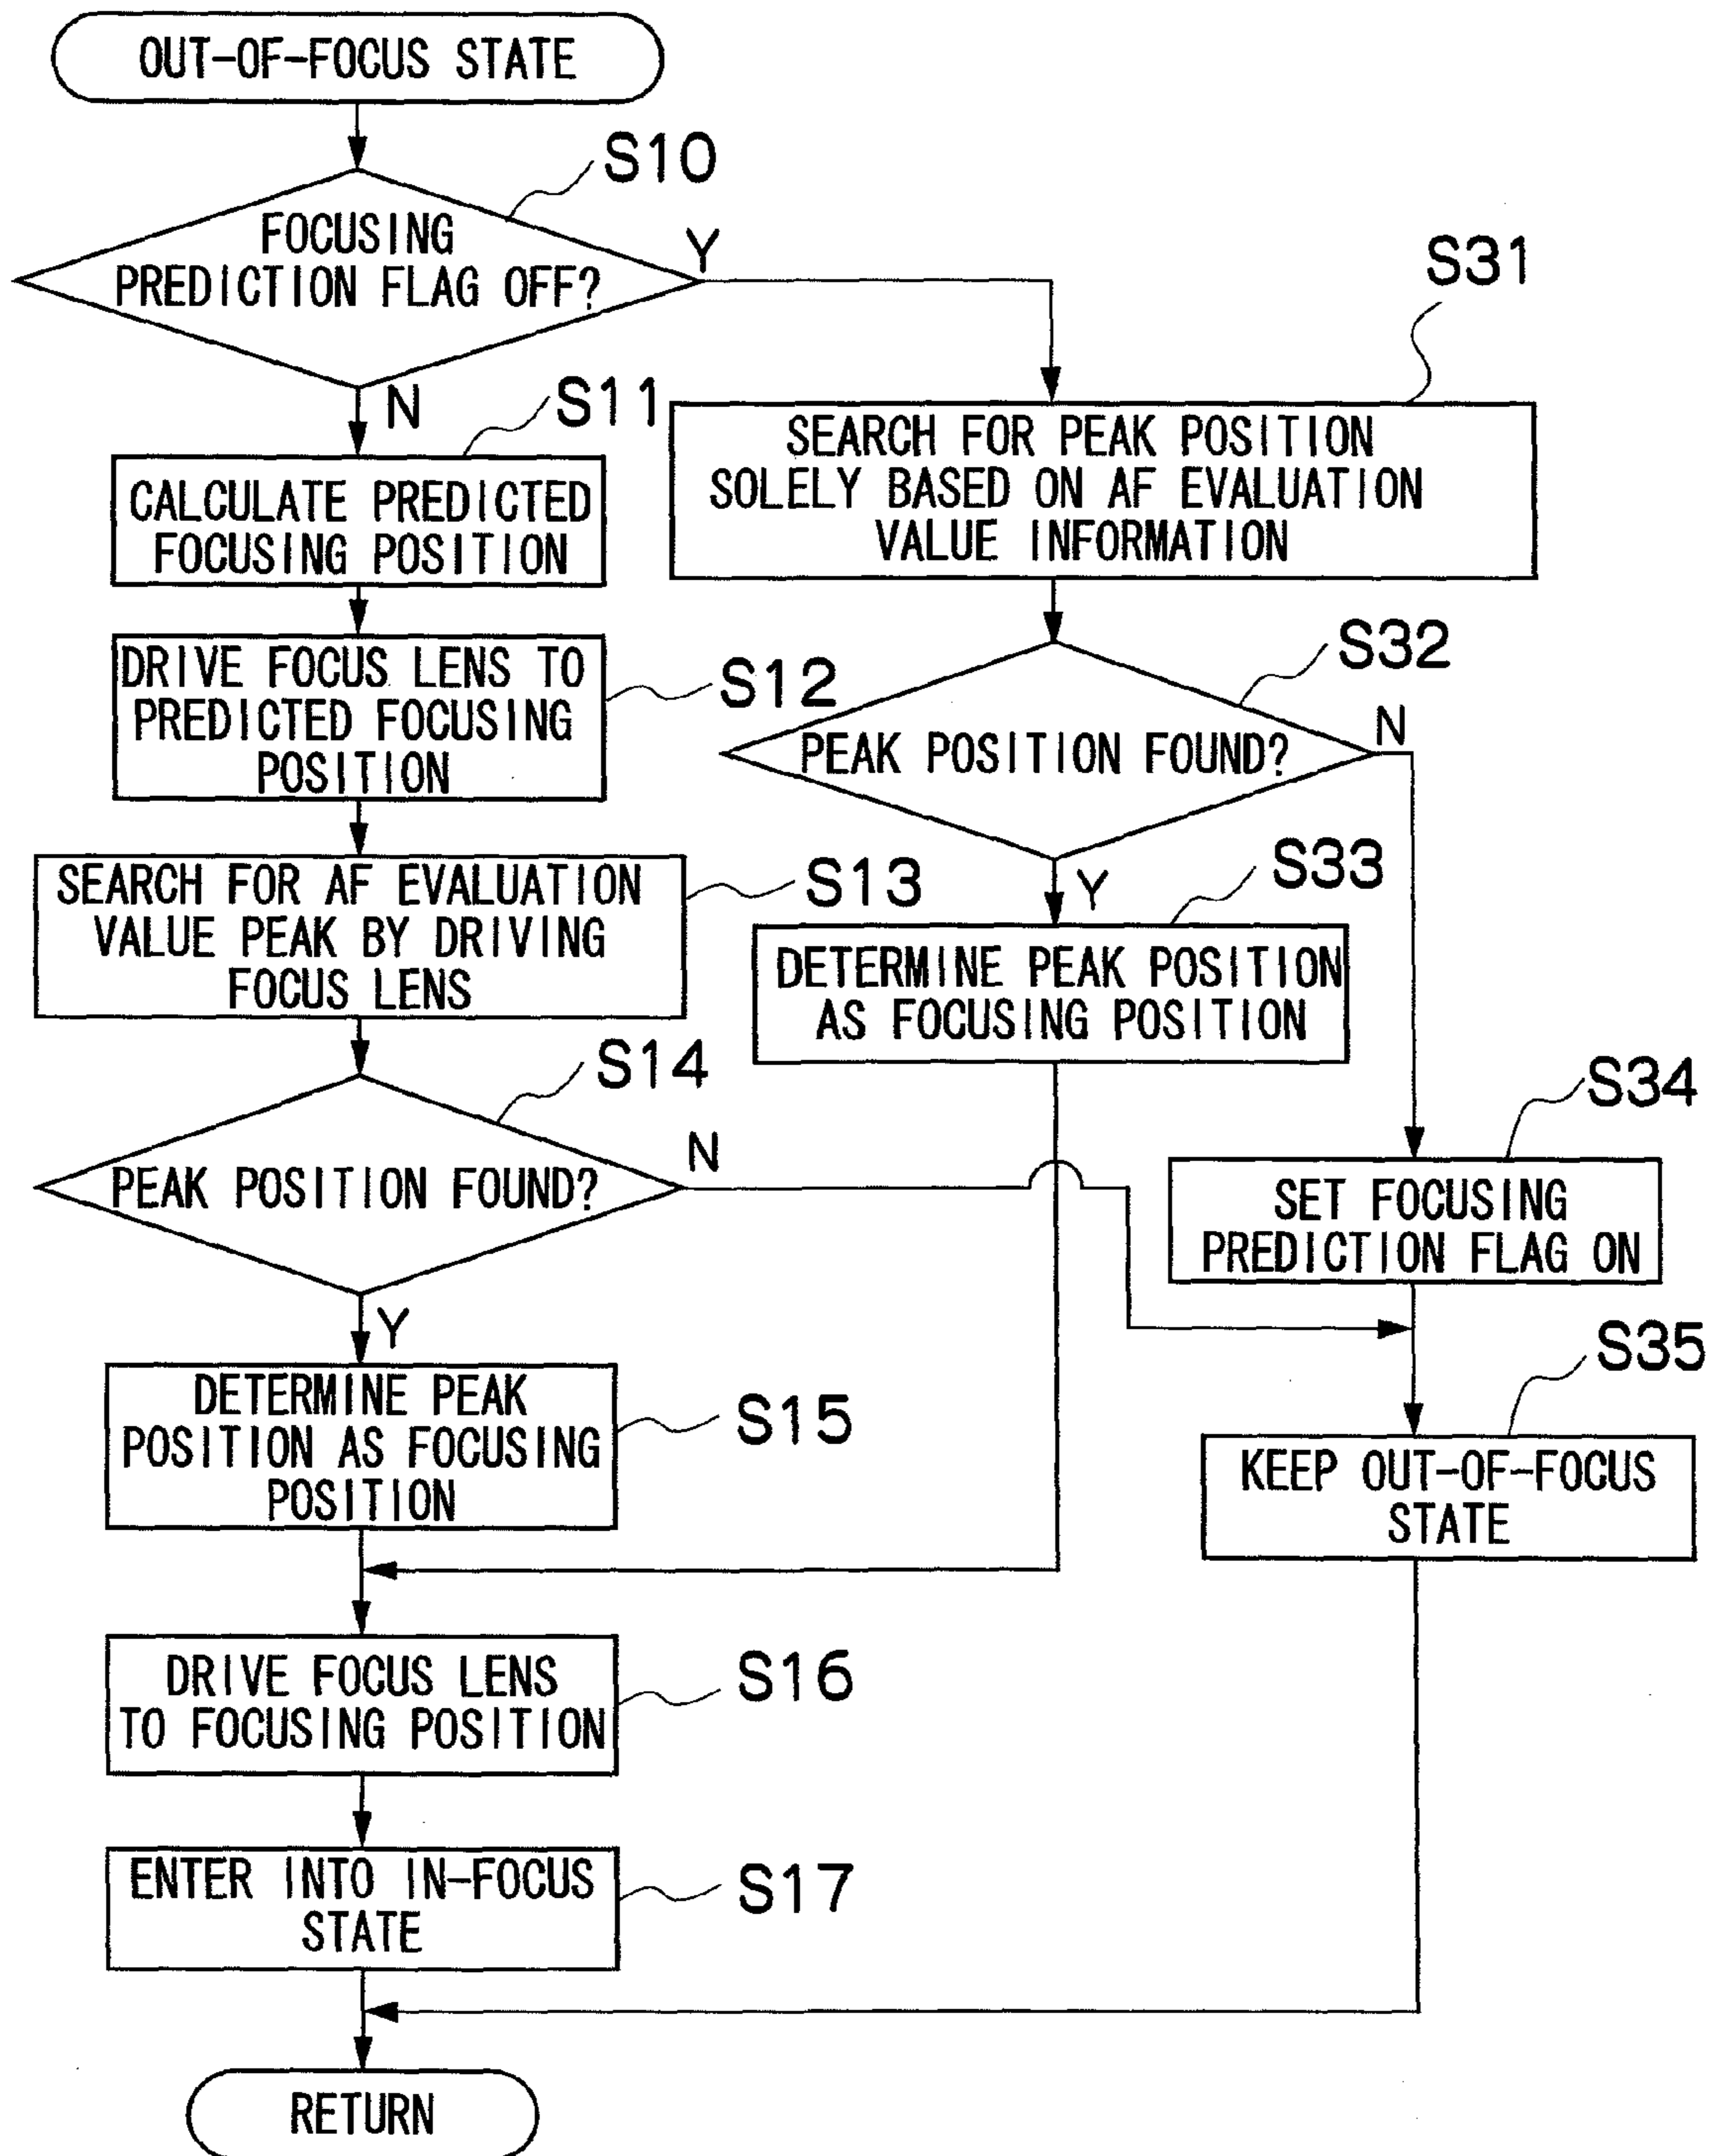 OUT-OF-FOCUS STATE
S10
FOCUSING
PREDICTION FLAG OFF?
Y
N
S11
CALCULATE PREDICTED
FOCUSING POSITION
S12
DRIVE FOCUS LENS TO
PREDICTED FOCUSING
POSITION
S13
SEARCH FOR AF EVALUATION
VALUE PEAK BY DRIVING
FOCUS LENS
S14
PEAK POSITION FOUND?
N
Y
S15
DETERMINE PEAK
POSITION AS FOCUSING
POSITION
S16
DRIVE FOCUS LENS
TO FOCUSING POSITION
S17
ENTER INTO IN-FOCUS
STATE
RETURN
S31
SEARCH FOR PEAK POSITION
SOLELY BASED ON AF EVALUATION
VALUE INFORMATION
S32
PEAK POSITION FOUND?
N
Y
S33
DETERMINE PEAK POSITION
AS FOCUSING POSITION
S34
SET FOCUSING
PREDICTION FLAG ON
S35
KEEP OUT-OF-FOCUS
STATE